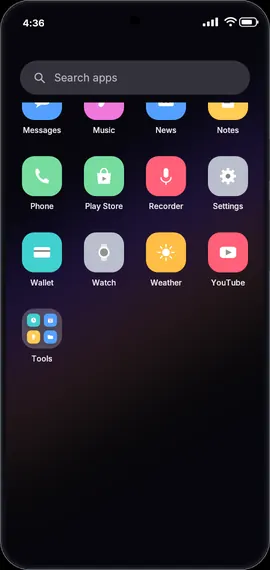 4:36
Search apps
Messages Music News Notes
Phone Play Store Recorder Settings
Wallet Watch Weather YouTube
Tools